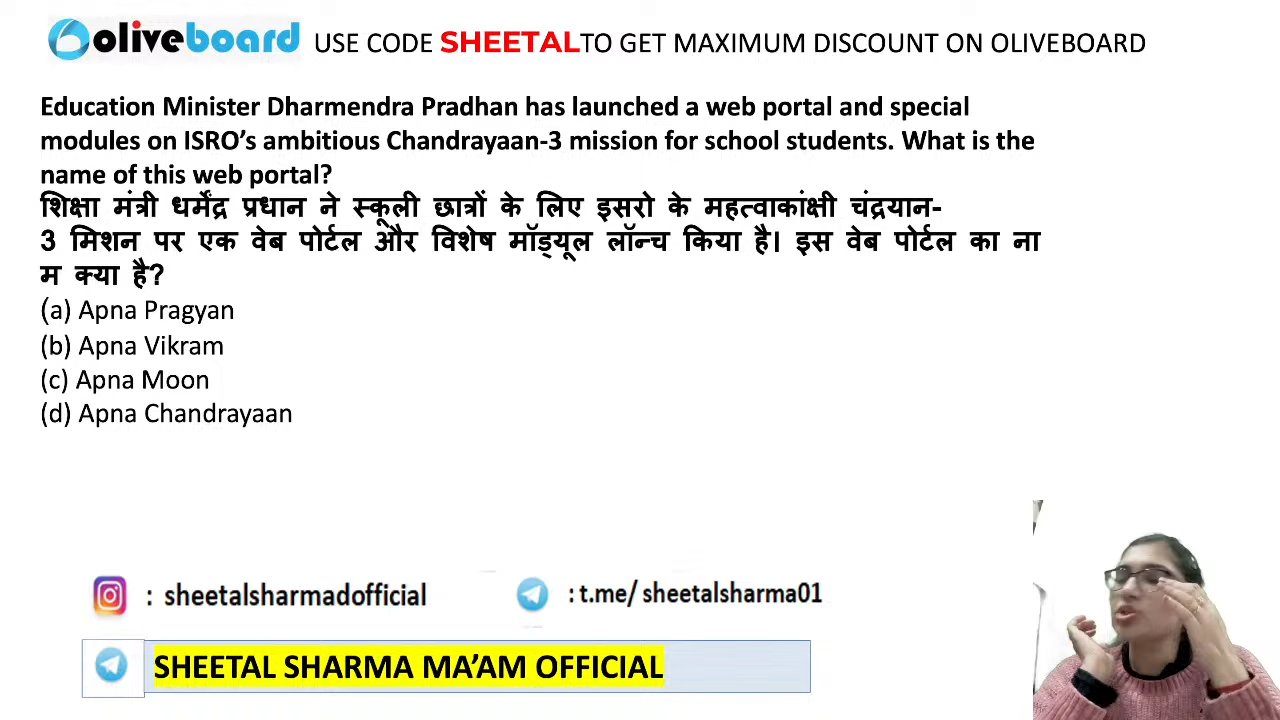 oliveboard USE CODE SHEETAL TO GET MAXIMUM DISCOUNT ON OLIVEBOARD
Education Minister Dharmendra Pradhan has launched a web portal and special
modules on ISRO’s ambitious Chandrayaan-3 mission for school students. What is the
name of this web portal?
शिक्षा मंत्री धर्मेंद्र प्रधान ने स्कूली छात्रों के लिए इसरो के महत्वाकांक्षी चंद्रयान-
3 मिशन पर एक वेब पोर्टल और विशेष मॉड्यूल लॉन्च किया है। इस वेब पोर्टल का ना
म क्या है?
(a) Apna Pragyan
(b) Apna Vikram
(c) Apna Moon
(d) Apna Chandrayaan
: sheetalsharmadofficial : t.me/ sheetalsharma01
SHEETAL SHARMA MA’AM OFFICIAL